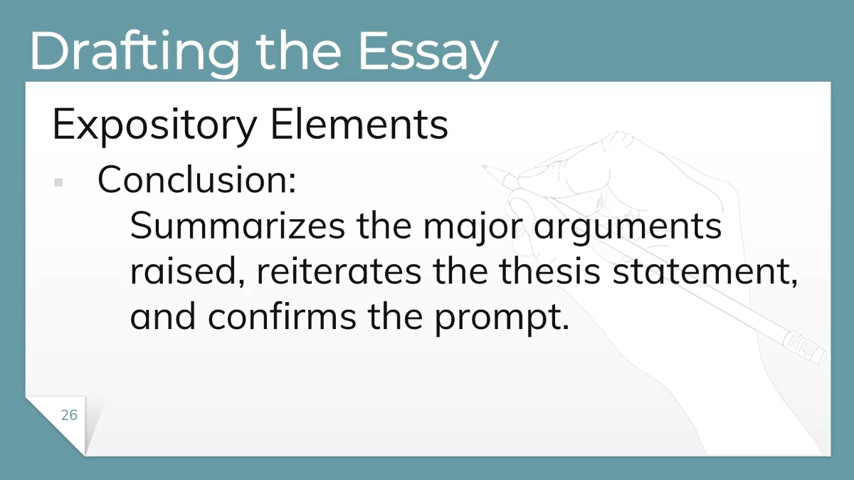 Drafting the Essay
Expository Elements
Conclusion:
Summarizes the major arguments
raised, reiterates the thesis statement,
and confirms the prompt.
26